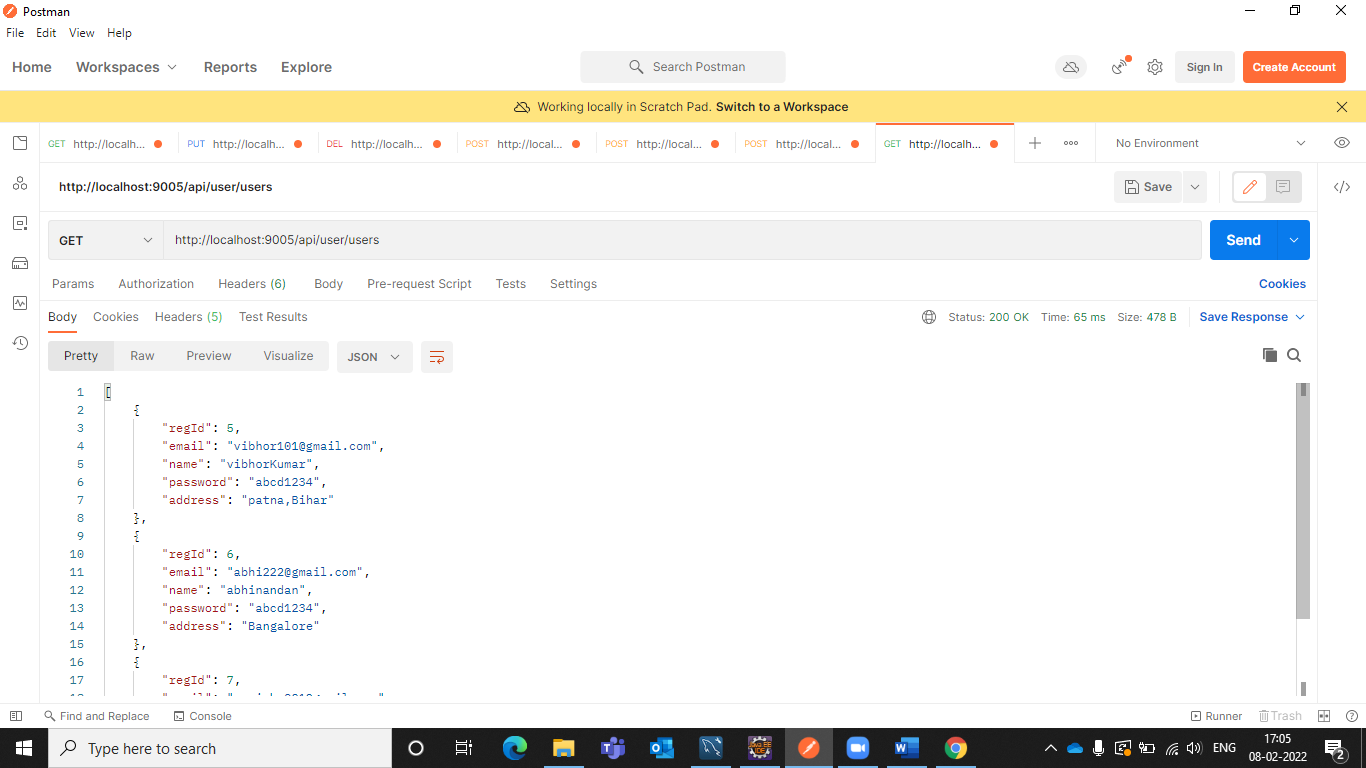 Postman
File Edit View Help
Home Workspaces Reports Explore Search Postman Sign In Create Account
Working locally in Scratch Pad. Switch to a Workspace
GET http://localh... PUT http://localh... DEL http://localh... POST http://local... POST http://local... POST http://local... GET http://localh... No Environment
http://localhost:9005/api/user/users Save
GET http://localhost:9005/api/user/users Send
Params Authorization Headers (6) Body Pre-request Script Tests Settings Cookies
Body Cookies Headers (5) Test Results Status: 200 OK Time: 65 ms Size: 478 B Save Response
Pretty Raw Preview Visualize JSON
1 [
2 {
3 "regId": 5,
4 "email": "vibhor101@gmail.com",
5 "name": "vibhorKumar",
6 "password": "abcd1234",
7 "address": "patna,Bihar"
8 },
9 {
10 "regId": 6,
11 "email": "abhi222@gmail.com",
12 "name": "abhinandan",
13 "password": "abcd1234",
14 "address": "Bangalore"
15 },
16 {
17 "regId": 7,
Find and Replace Console Runner Trash
Type here to search ENG 17:05
08-02-2022 2